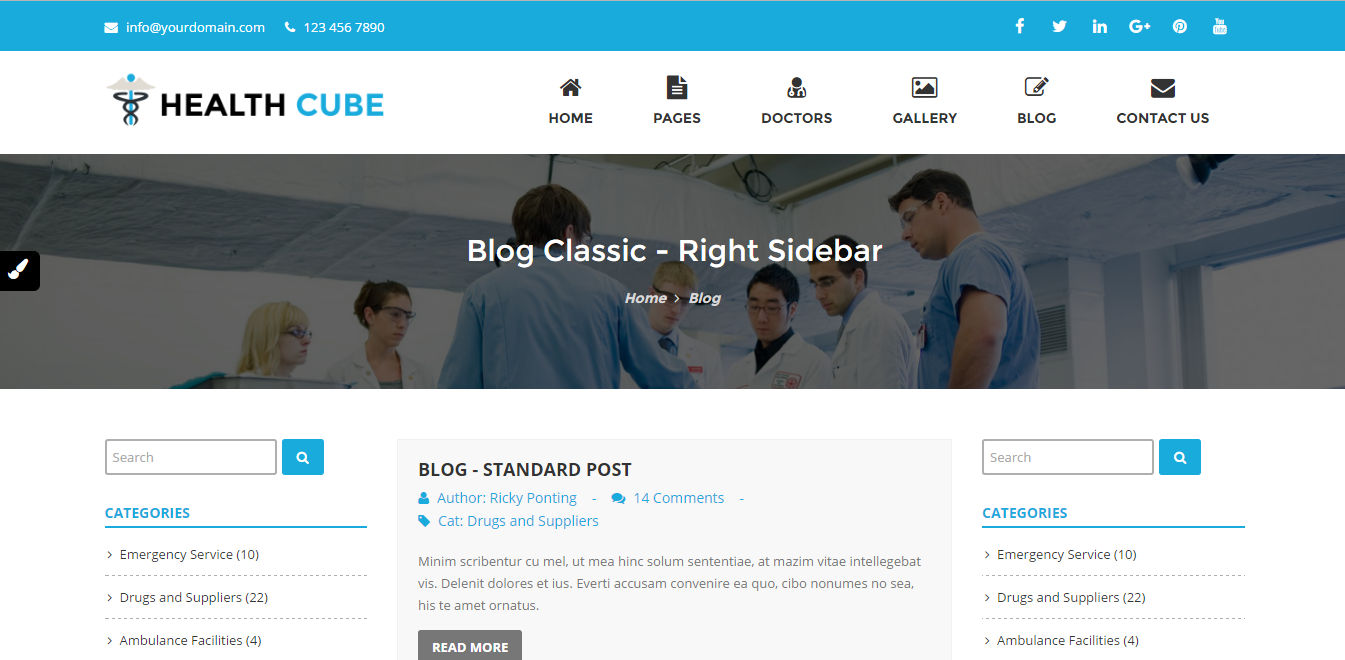 info@yourdomain.com 123 456 7890
HEALTH CUBE
HOME PAGES DOCTORS GALLERY BLOG CONTACT US
Blog Classic - Right Sidebar
Home > Blog
Search
CATEGORIES
> Emergency Service (10)
> Drugs and Suppliers (22)
> Ambulance Facilities (4)
BLOG - STANDARD POST
Author: Ricky Ponting - 14 Comments -
Cat: Drugs and Suppliers
Minim scribentur cu mel, ut mea hinc solum sententiae, at mazim vitae intellegebat
vis. Delenit dolores et ius. Everti accusam convenire ea quo, cibo nonumes no sea,
his te amet ornatus.
READ MORE
Search
CATEGORIES
> Emergency Service (10)
> Drugs and Suppliers (22)
> Ambulance Facilities (4)